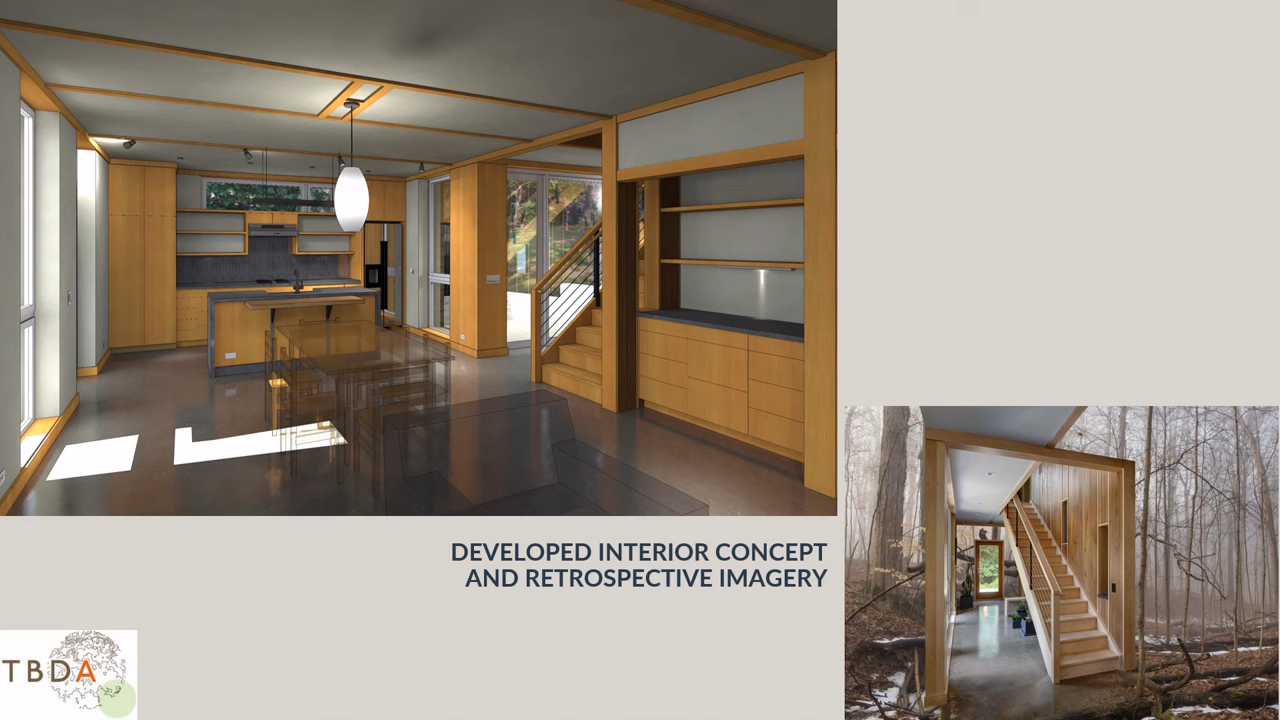 DEVELOPED INTERIOR CONCEPT
AND RETROSPECTIVE IMAGERY
TBDA